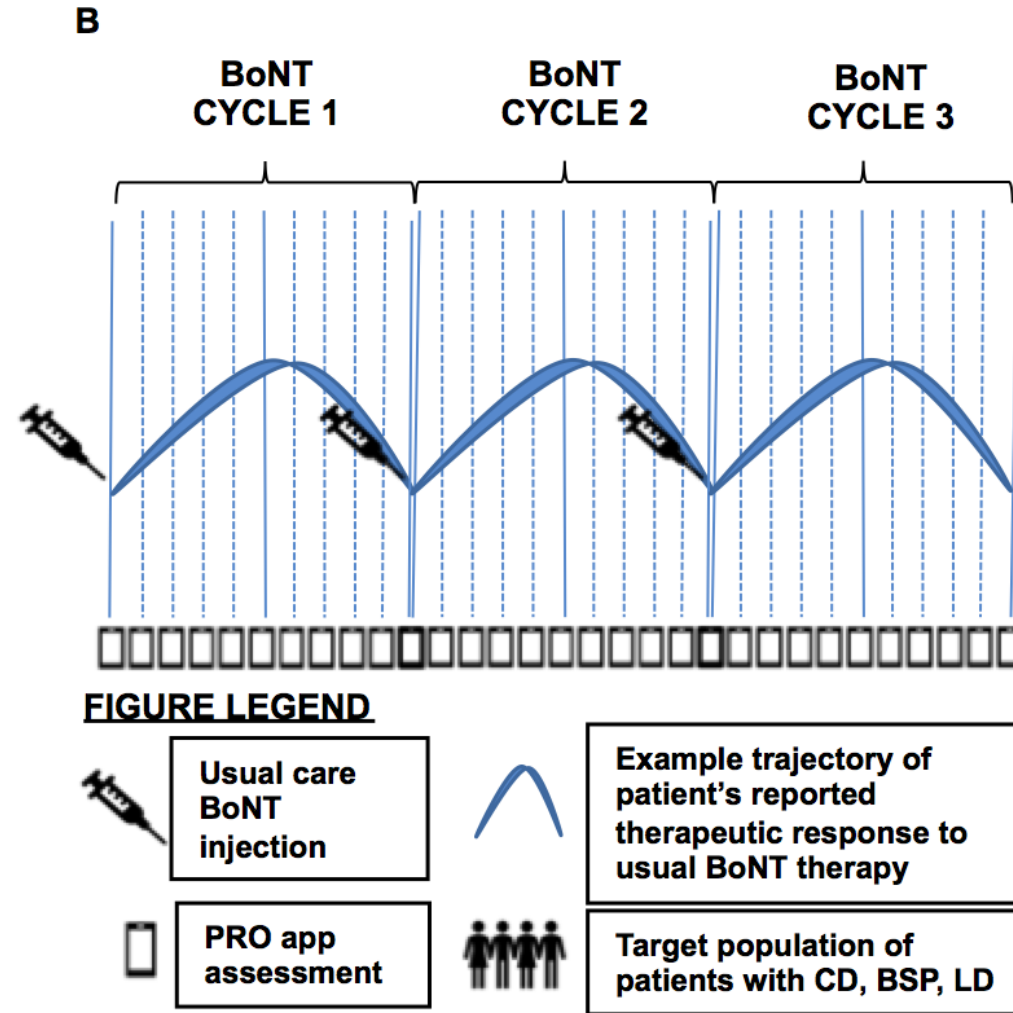 B
BoNT
CYCLE 1
BoNT
CYCLE 2
BoNT
CYCLE 3
FIGURE LEGEND
Usual care
BoNT
injection
Example trajectory of
patient’s reported
therapeutic response to
usual BoNT therapy
PRO app
assessment
Target population of
patients with CD, BSP, LD